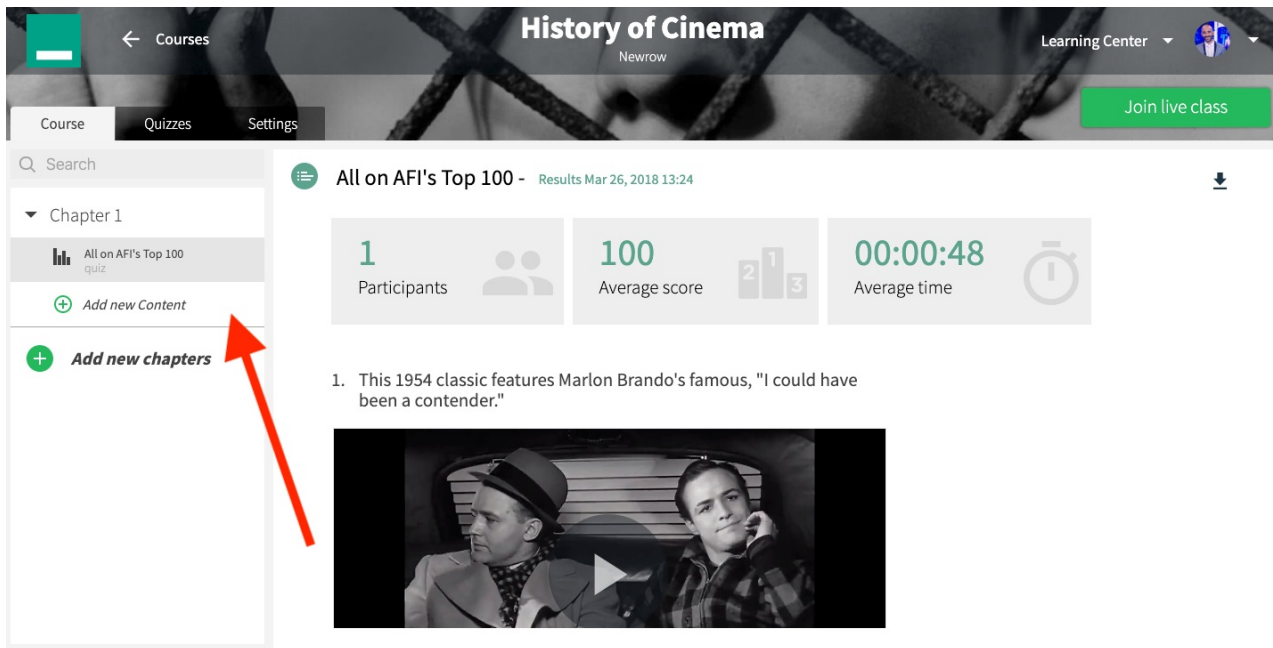 History of Cinema
Courses
Newrow
Learning Center
Join live class
Course
Quizzes
Settings
Search
Chapter 1
All on AFI's Top 100
quiz
Add new Content
Add new chapters
All on AFI's Top 100 - Results Mar 26, 2018 13:24
1
Participants
100
Average score
2 1 3
00:00:48
Average time
1. This 1954 classic features Marlon Brando's famous, "I could have
been a contender."